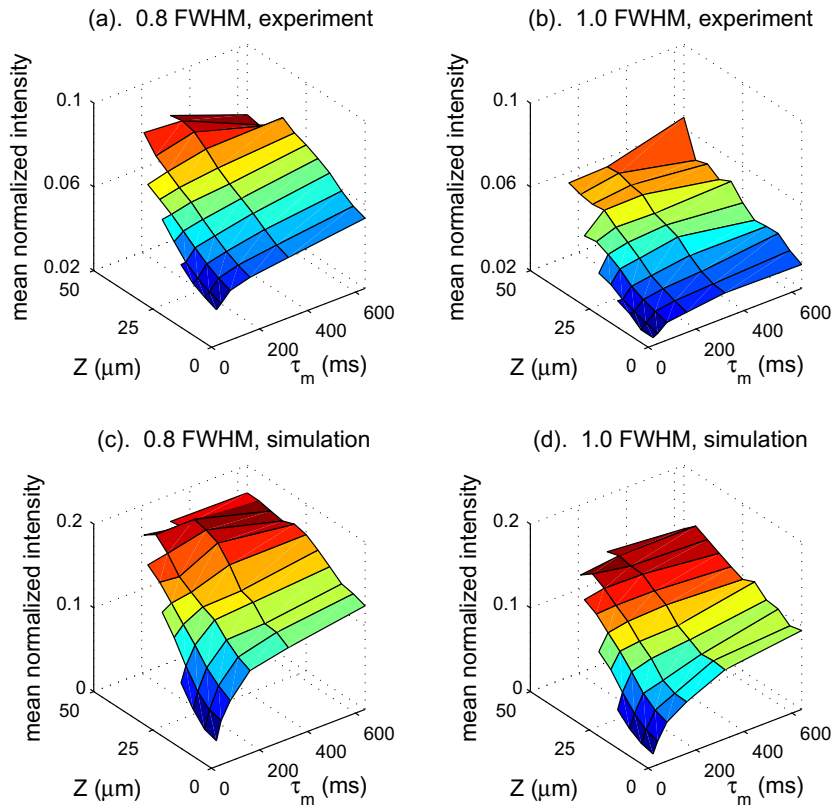 (a).  0.8 FWHM, experiment
(b).  1.0 FWHM, experiment
mean normalized intensity
0.1
0.06
0.02
50
25
0
Z (μm)
0
200
400
600
τm (ms)
mean normalized intensity
0.1
0.06
0.02
50
25
0
Z (μm)
0
200
400
600
τm (ms)
(c).  0.8 FWHM, simulation
(d).  1.0 FWHM, simulation
mean normalized intensity
0.2
0.1
0
50
25
0
Z (μm)
0
200
400
600
τm (ms)
mean normalized intensity
0.2
0.1
0
50
25
0
Z (μm)
0
200
400
600
τm (ms)